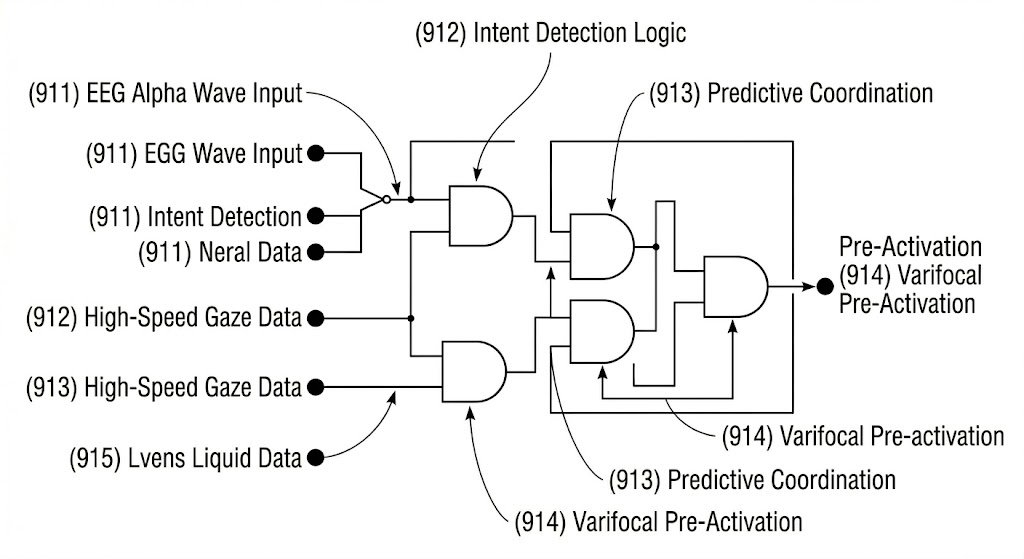 (912) Intent Detection Logic
(911) EEG Alpha Wave Input
(913) Predictive Coordination
(911) EGG Wave Input
(911) Intent Detection
(911) Neral Data
Pre-Activation
(914) Varifocal
Pre-Activation
(912) High-Speed Gaze Data
(913) High-Speed Gaze Data
(914) Varifocal Pre-activation
(915) Lvens Liquid Data
(913) Predictive Coordination
(914) Varifocal Pre-Activation